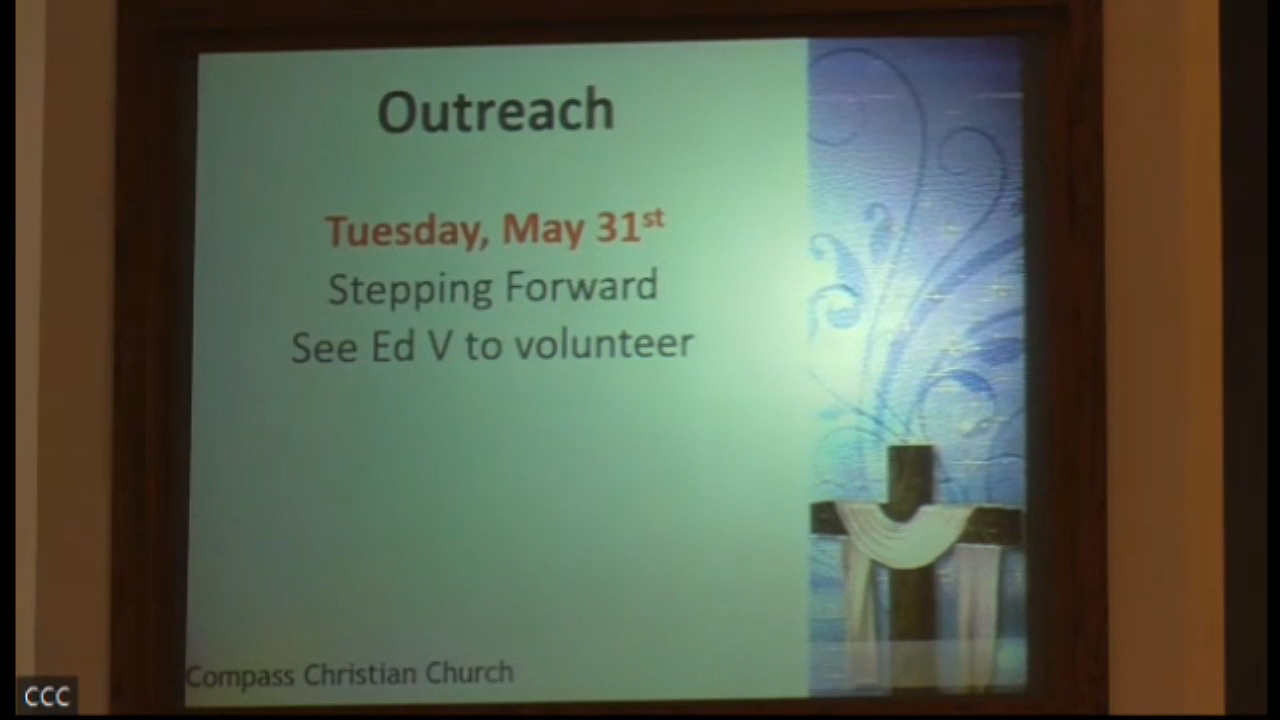 Outreach
Tuesday, May 31st
Stepping Forward
See Ed V to volunteer
Compass Christian Church
CCC